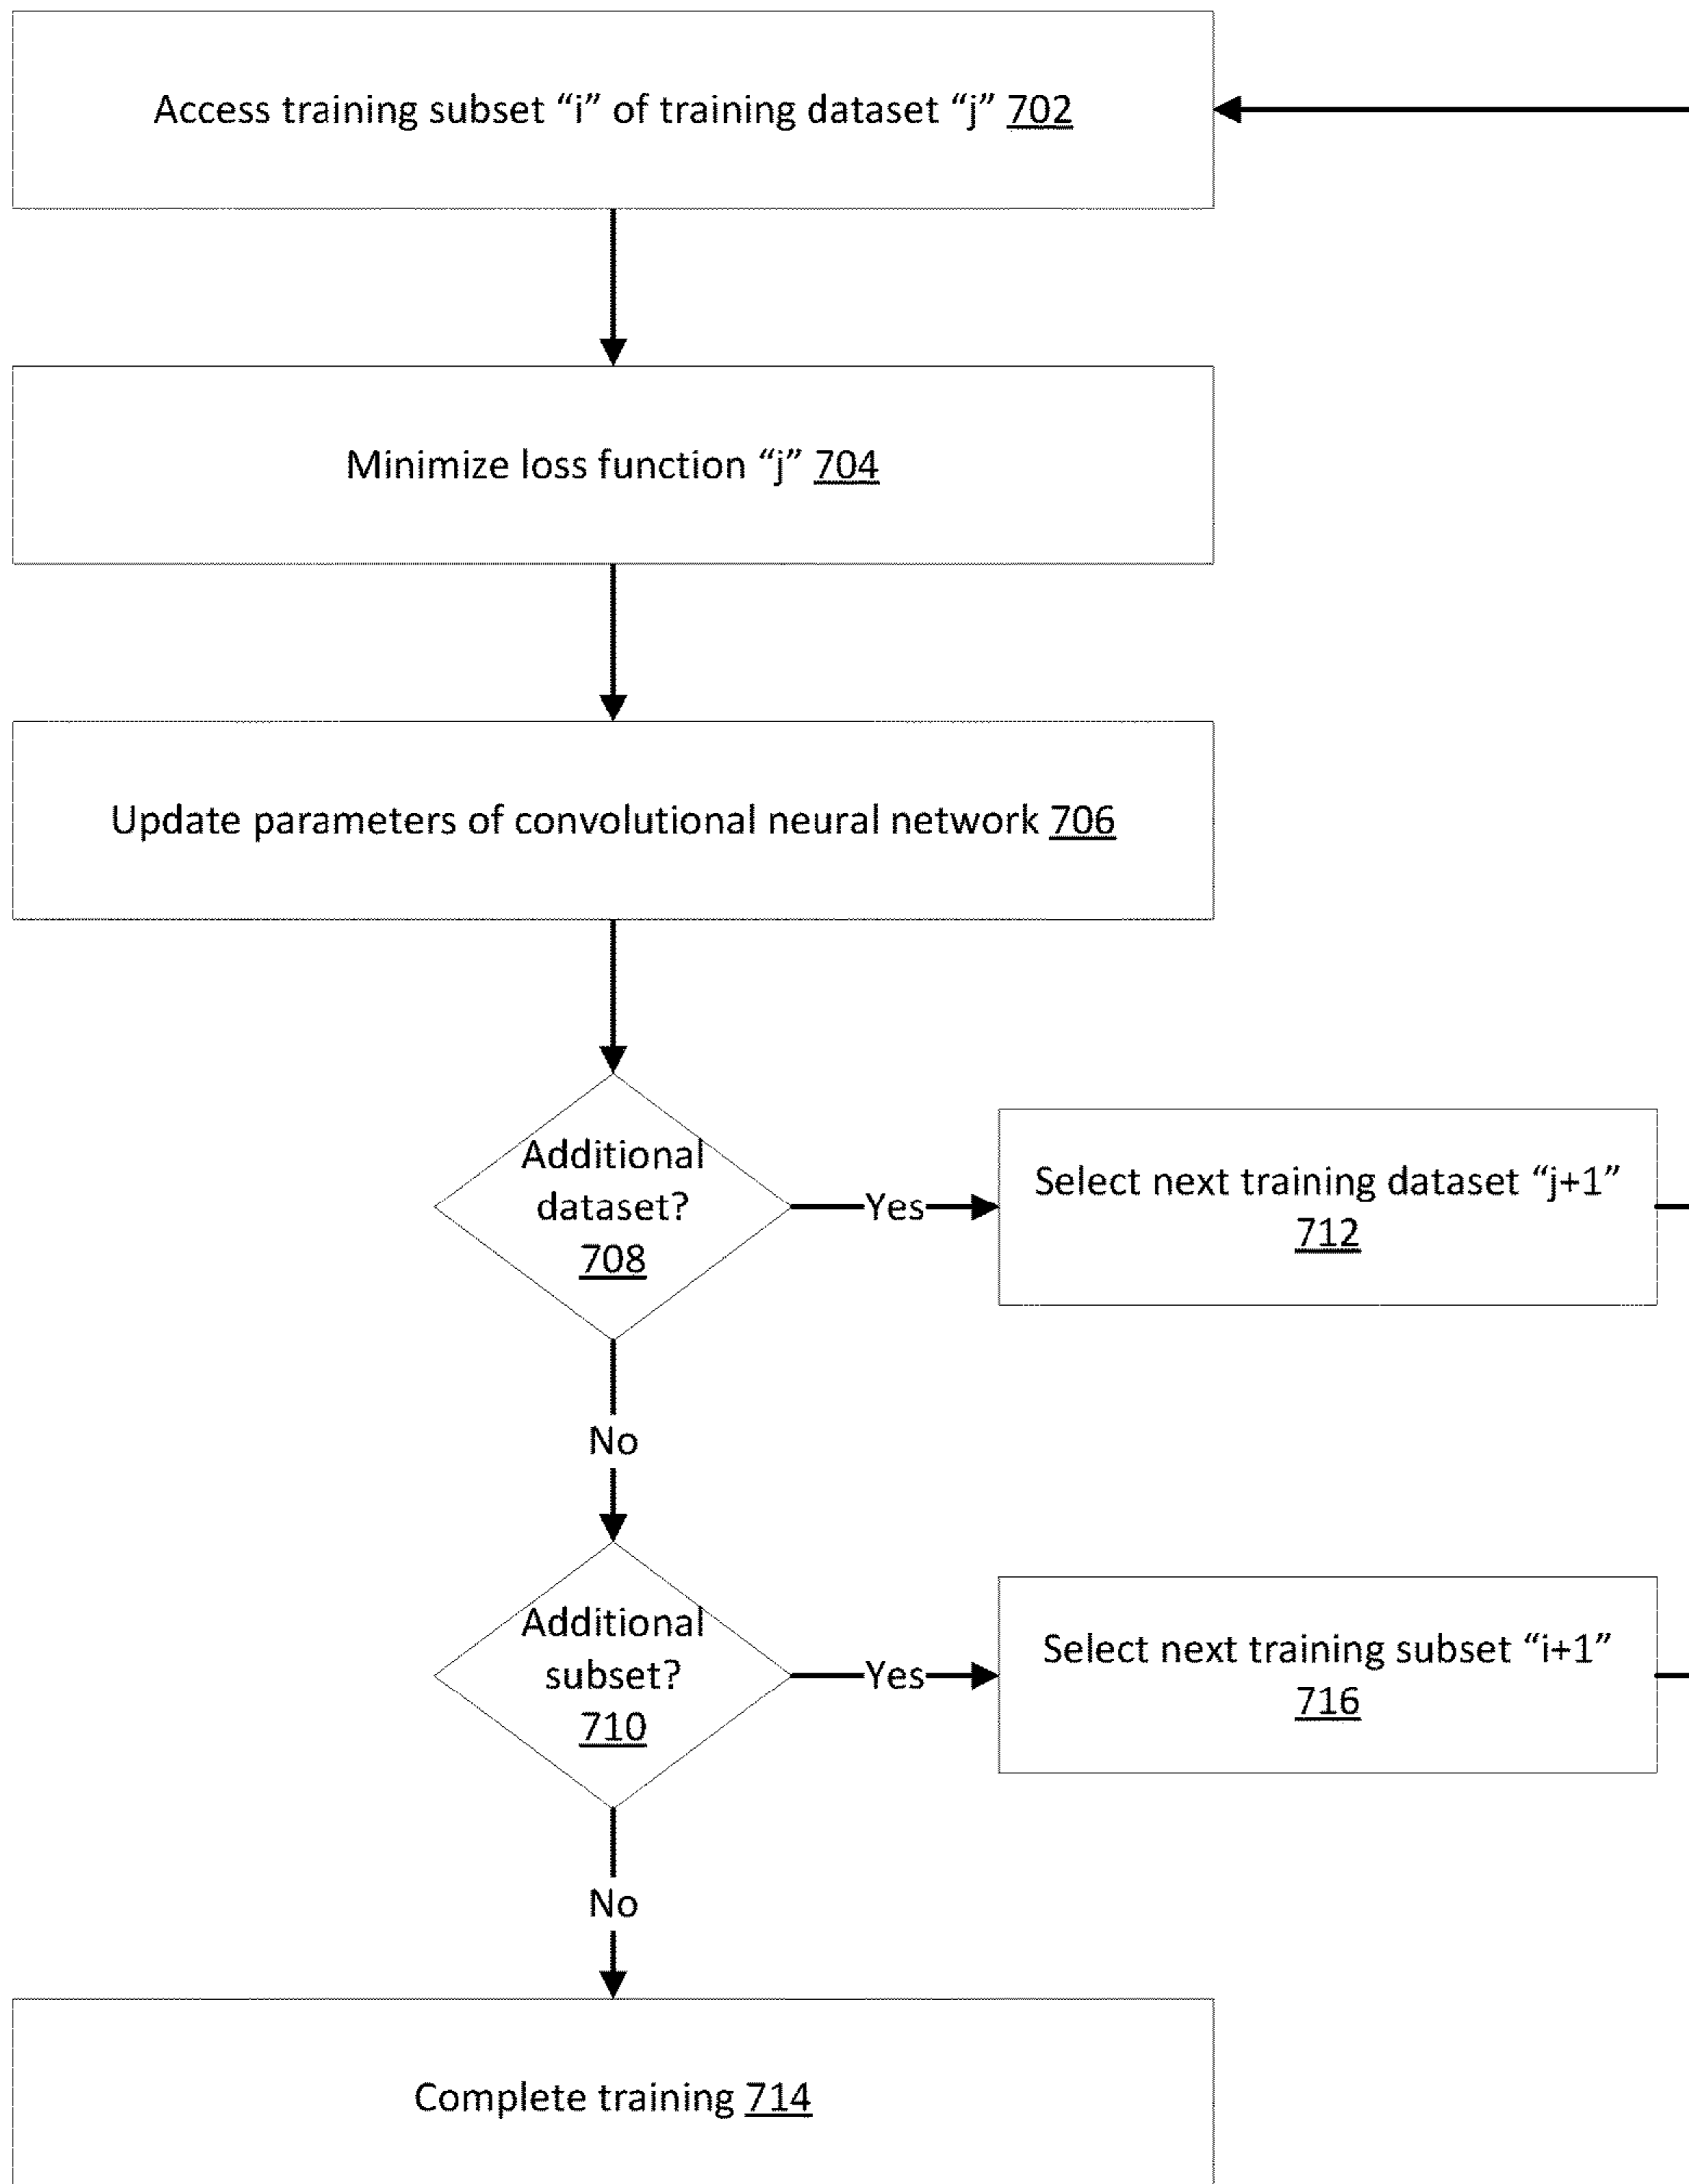 Access training subset “i” of training dataset “j” 702
Minimize loss function “j” 704
Update parameters of convolutional neural network 706
Additional
dataset?
708
Yes
Select next training dataset “j+1”
712
No
Additional
subset?
710
Yes
Select next training subset “i+1”
716
No
Complete training 714